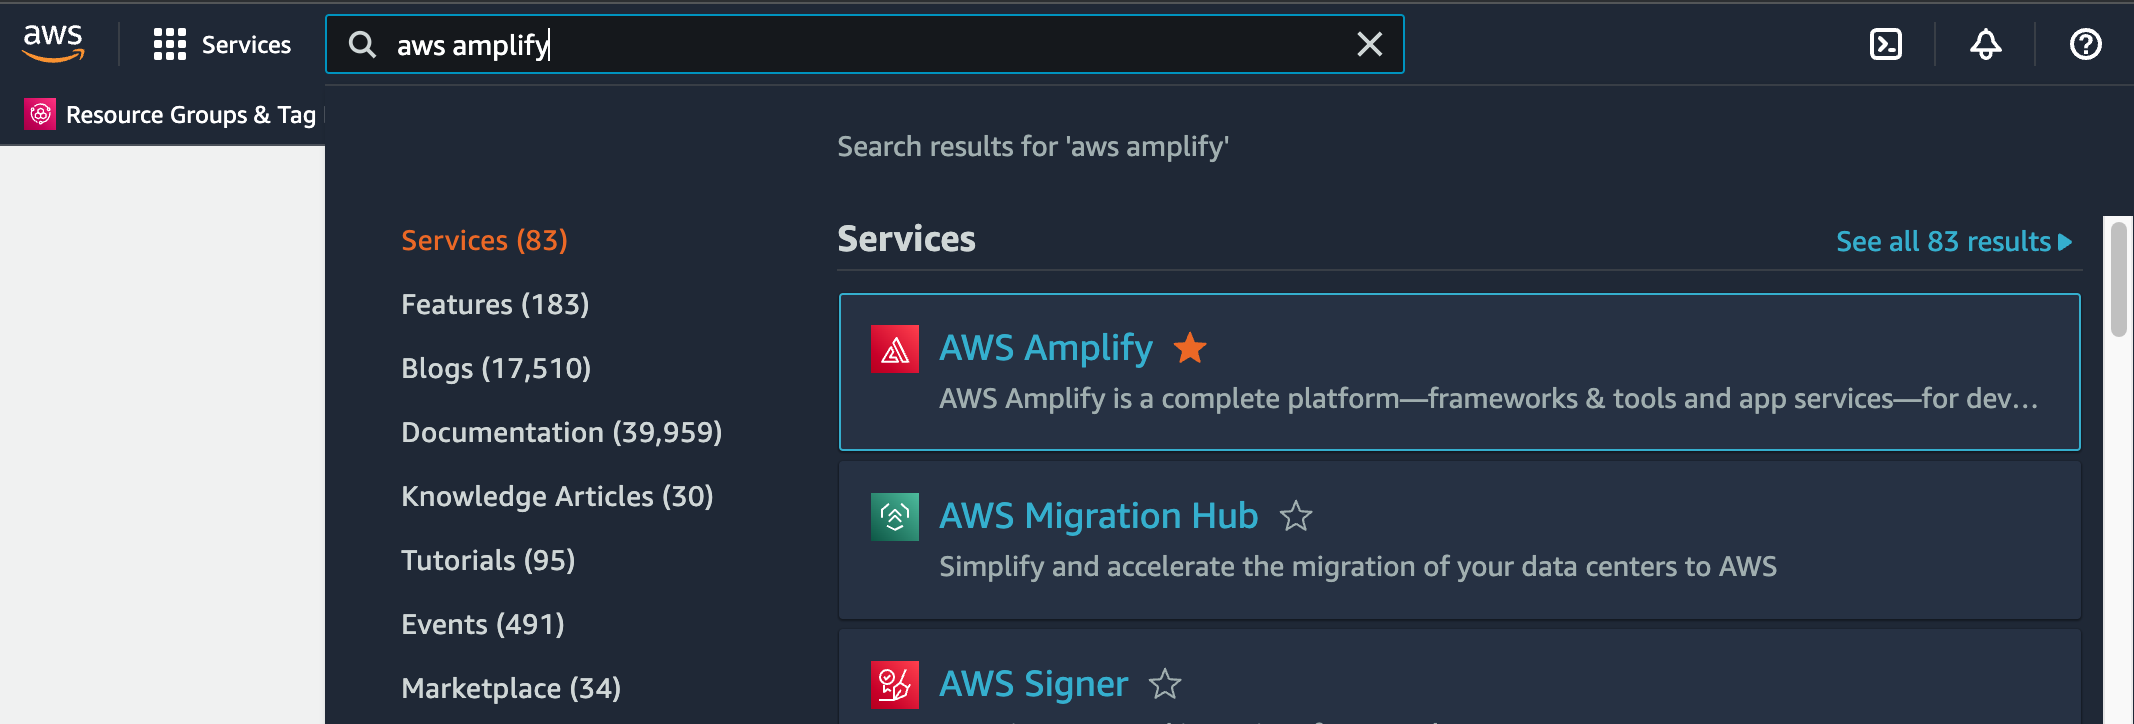 aws
Services
aws amplify
Resource Groups & Tag
Search results for 'aws amplify'
Services (83)
Features (183)
Blogs (17,510)
Documentation (39,959)
Knowledge Articles (30)
Tutorials (95)
Events (491)
Marketplace (34)
Services
See all 83 results
AWS Amplify
AWS Amplify is a complete platform—frameworks & tools and app services—for dev...
AWS Migration Hub
Simplify and accelerate the migration of your data centers to AWS
AWS Signer